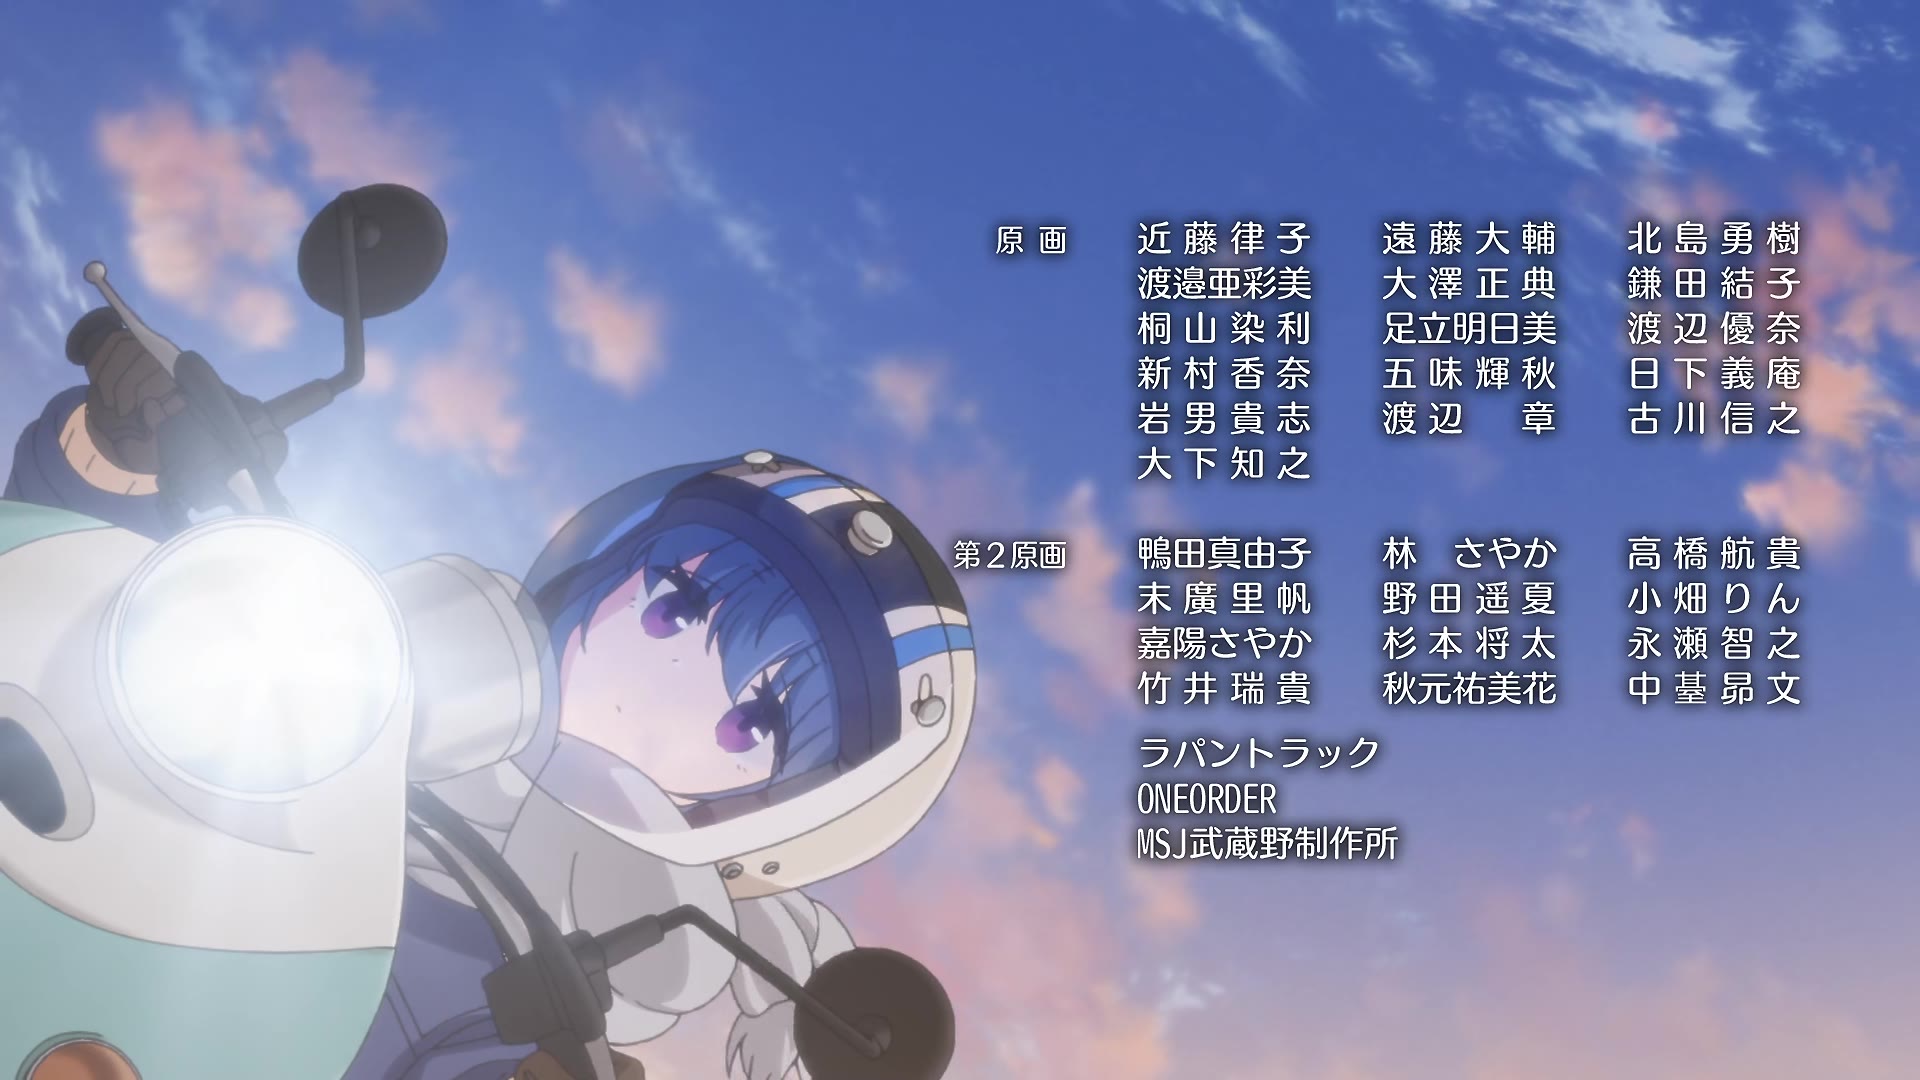 原画 近藤律子 遠藤大輔 北島勇樹
渡邉亜彩美 大澤正典 鎌田結子
桐山染利 足立明日美 渡辺優奈
新村香奈 五味輝秋 日下義庵
岩男貴志 渡辺 章 古川信之
大下知之
第2原画 鴨田真由子 林 さやか 高橋航貴
末廣里帆 野田遥夏 小畑りん
嘉陽さやか 杉本将太 永瀬智之
竹井瑞貴 秋元祐美花 中墓昴文
ラパントラック
ONEORDER
MSJ武蔵野制作所